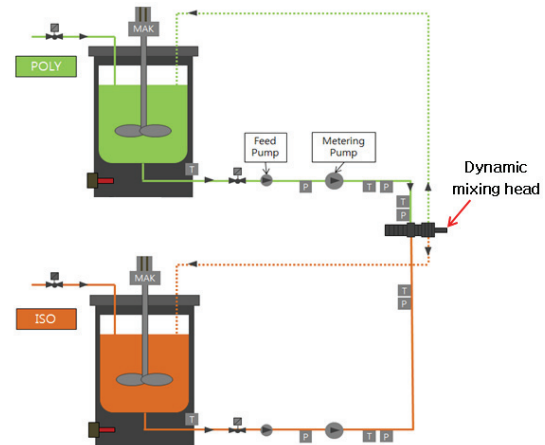 MAK
POLY
Feed
Pump
Metering
Pump
T
P
T P
T
P
Dynamic
mixing head
MAK
T
P
ISO
T
P
T P